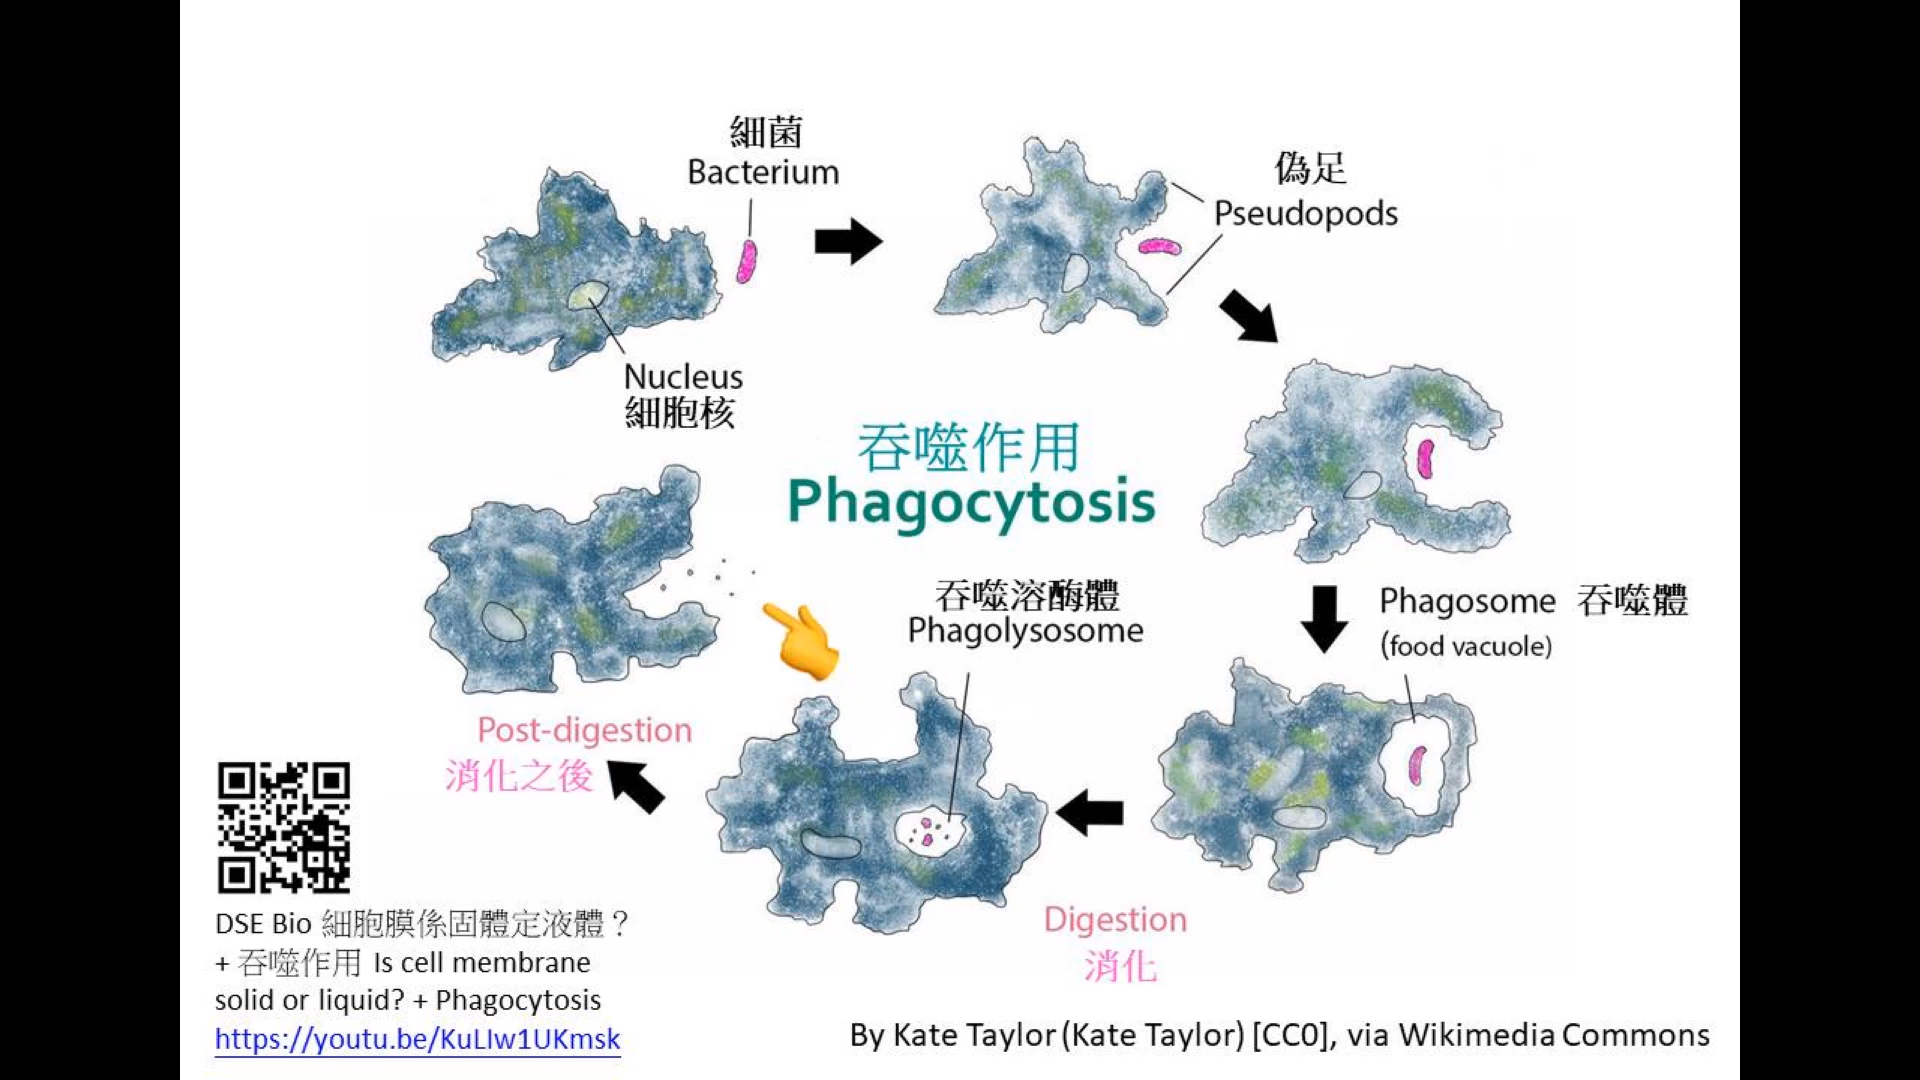 細菌
Bacterium
偽足
Pseudopods
Nucleus
細胞核
吞噬作用
Phagocytosis
吞噬溶酶體
Phagolysosome
Phagosome 吞噬體
(food vacuole)
Post-digestion
消化之後
Digestion
消化
DSE Bio 細胞膜係固體定液體？
+ 吞噬作用 Is cell membrane
solid or liquid? + Phagocytosis
https://youtu.be/KuLIw1UKmsk
By Kate Taylor (Kate Taylor) [CC0], via Wikimedia Commons